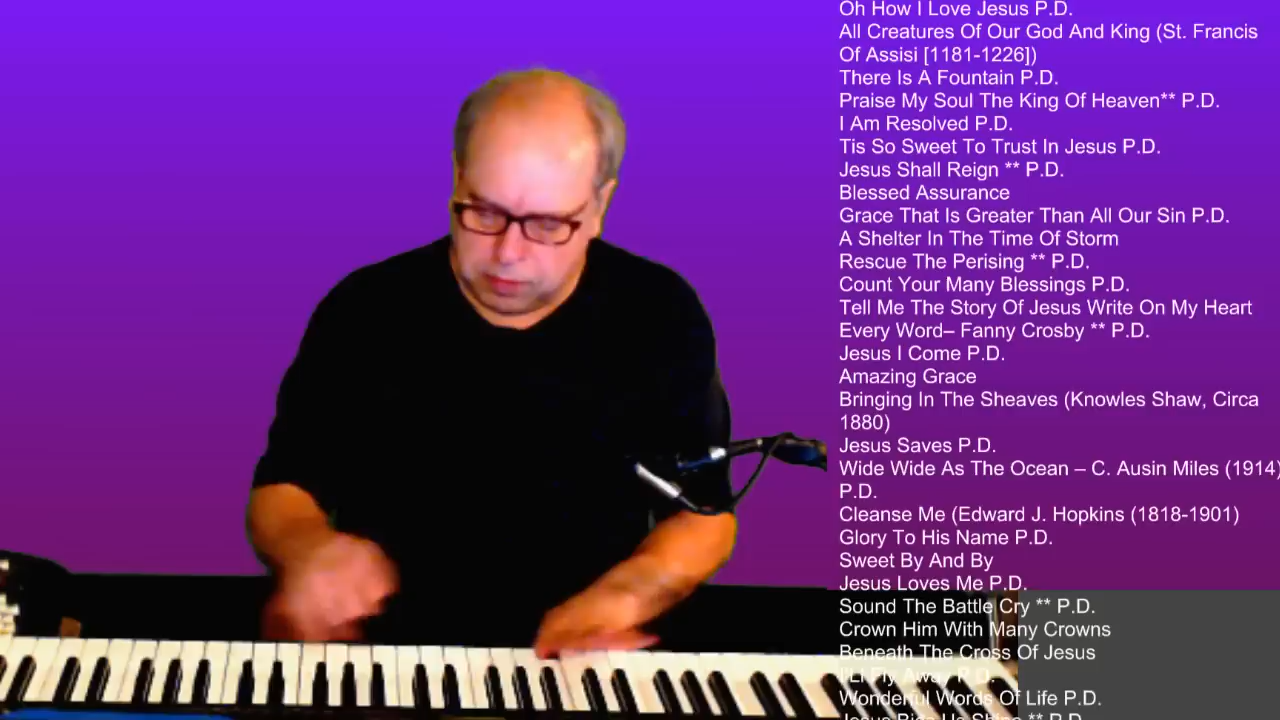 Oh How I Love Jesus P.D.
All Creatures Of Our God And King (St. Francis
Of Assisi [1181-1226])
There Is A Fountain P.D.
Praise My Soul The King Of Heaven** P.D.
I Am Resolved P.D.
Tis So Sweet To Trust In Jesus P.D.
Jesus Shall Reign ** P.D.
Blessed Assurance
Grace That Is Greater Than All Our Sin P.D.
A Shelter In The Time Of Storm
Rescue The Perising ** P.D.
Count Your Many Blessings P.D.
Tell Me The Story Of Jesus Write On My Heart
Every Word– Fanny Crosby ** P.D.
Jesus I Come P.D.
Amazing Grace
Bringing In The Sheaves (Knowles Shaw, Circa
1880)
Jesus Saves P.D.
Wide Wide As The Ocean – C. Ausin Miles (1914)
P.D.
Cleanse Me (Edward J. Hopkins (1818-1901)
Glory To His Name P.D.
Sweet By And By
Jesus Loves Me P.D.
Sound The Battle Cry ** P.D.
Crown Him With Many Crowns
Beneath The Cross Of Jesus
I'Ll Fly Away P.D.
Wonderful Words Of Life P.D.
Jesus Bids Us Shine ** P.D.